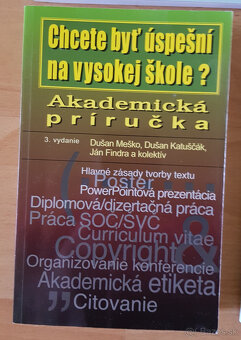 Chcete byť úspešní
na vysokej škole ?
Akademická
príručka
3. vydanie
Dušan Meško, Dušan Katuščák,
Ján Findra a kolektív
Hlavné zásady tvorby textu
Poster
PowerPointová prezentácia
Diplomová/dizertačná práca
Práca SOČ/ŠVČ
Curriculum vitae
Copyright &
Organizovanie konferencie
Akademická etiketa
„ Citovanie